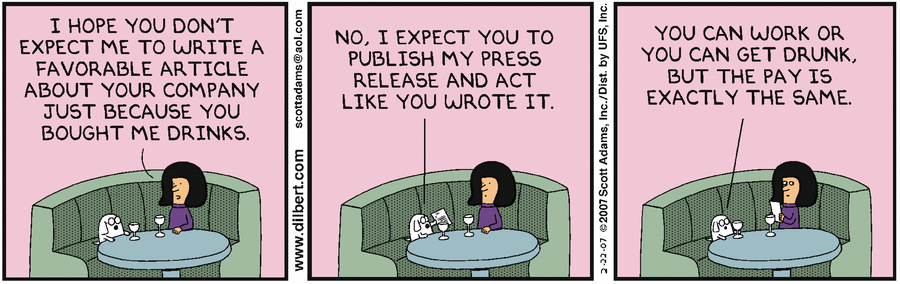 I HOPE YOU DON'T
EXPECT ME TO WRITE A
FAVORABLE ARTICLE
ABOUT YOUR COMPANY
JUST BECAUSE YOU
BOUGHT ME DRINKS.
www.dilbert.com scottadams@aol.com
NO, I EXPECT YOU TO
PUBLISH MY PRESS
RELEASE AND ACT
LIKE YOU WROTE IT.
2-22-07 ©2007 Scott Adams, Inc./Dist. by UFS, Inc.
YOU CAN WORK OR
YOU CAN GET DRUNK,
BUT THE PAY IS
EXACTLY THE SAME.